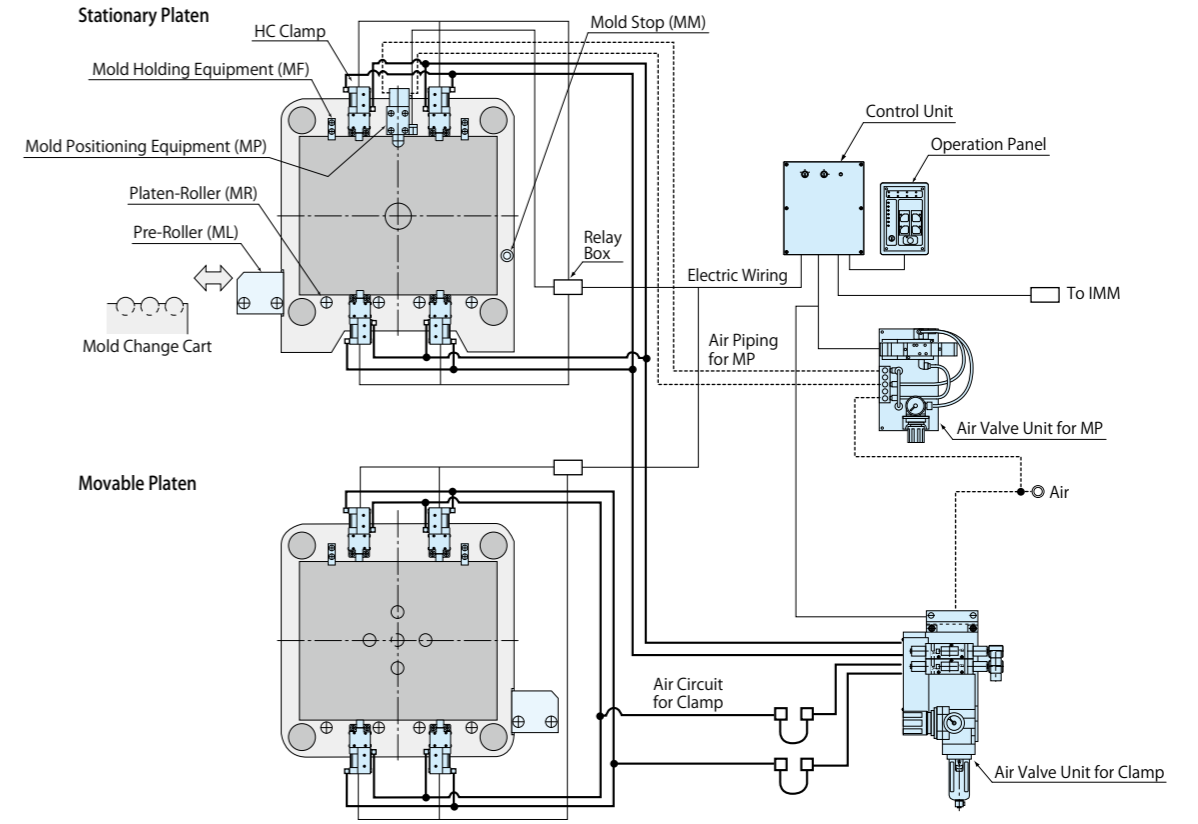 Stationary Platen
HC Clamp
Mold Stop (MM)
Mold Holding Equipment (MF)
Control Unit
Operation Panel
Mold Positioning Equipment (MP)
Platen-Roller (MR)
Pre-Roller (ML)
Relay
Box
Electric Wiring
To IMM
Mold Change Cart
Air Piping
for MP
Air Valve Unit for MP
Movable Platen
Air
Air Circuit
for Clamp
Air Valve Unit for Clamp